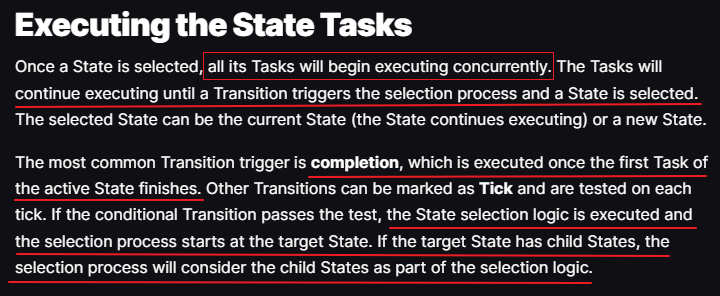 Executing the State Tasks
Once a State is selected, all its Tasks will begin executing concurrently. The Tasks will
continue executing until a Transition triggers the selection process and a State is selected.
The selected State can be the current State (the State continues executing) or a new State.
The most common Transition trigger is completion, which is executed once the first Task of
the active State finishes. Other Transitions can be marked as Tick and are tested on each
tick. If the conditional Transition passes the test, the State selection logic is executed and
the selection process starts at the target State. If the target State has child States, the
selection process will consider the child States as part of the selection logic.